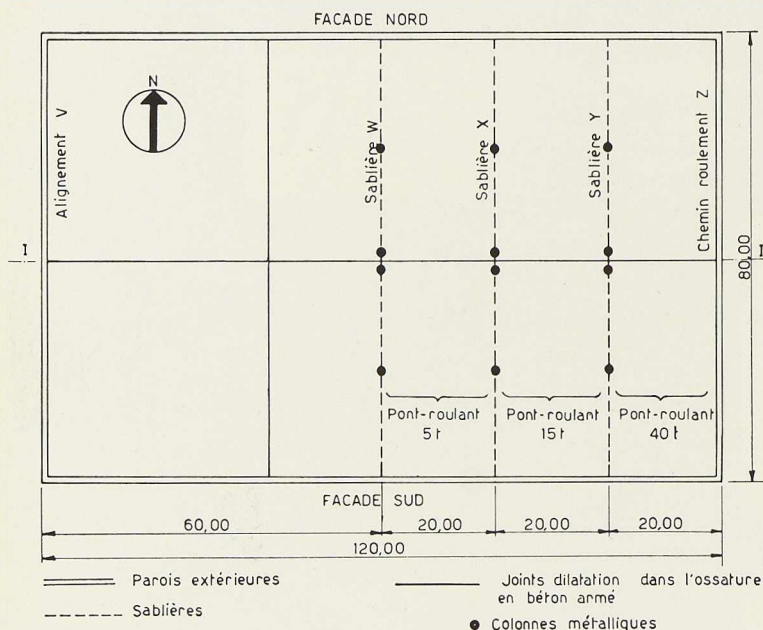 FACADE NORD
N
Alignement V
Sablière W
Sablière X
Sablière Y
Chemin roulement Z
I
I
80,00
Pont-roulant
5 t
Pont-roulant
15 t
Pont-roulant
40 t
FACADE SUD
60,00
20,00
20,00
20,00
120,00
Parois extérieures
Joints dilatation dans l'ossature
en béton armé
Sablières
Colonnes métalliques